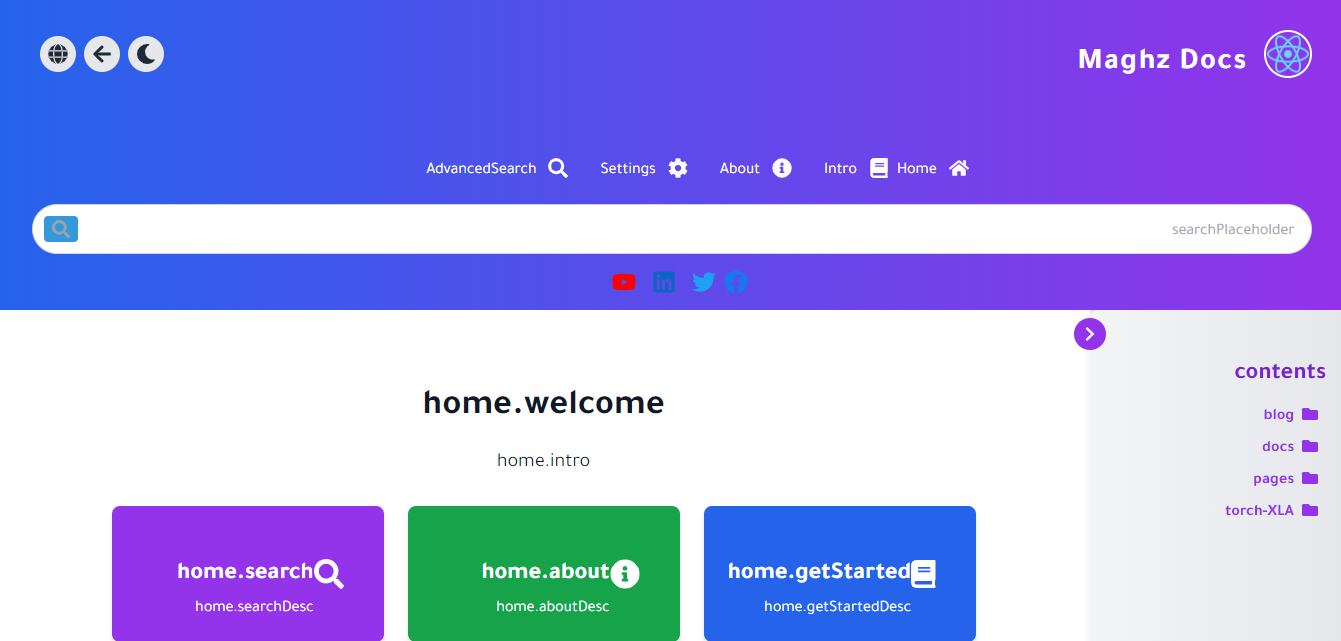 Maghz Docs
AdvancedSearch Settings About Intro Home
searchPlaceholder
contents
blog
docs
pages
torch-XLA
home.welcome
home.intro
home.search
home.searchDesc
home.about
home.aboutDesc
home.getStarted
home.getStartedDesc